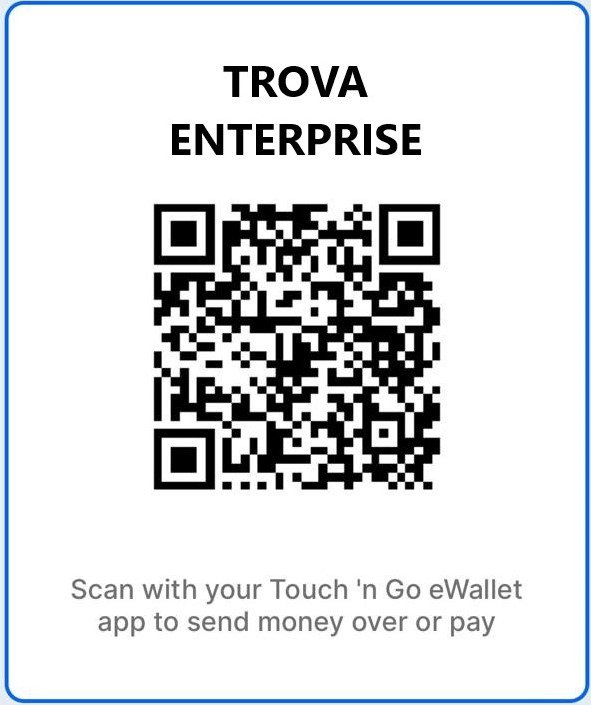 TROVA
ENTERPRISE
Scan with your Touch 'n Go eWallet
app to send money over or pay